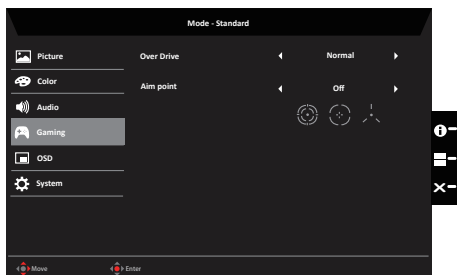 Mode - Standard
Picture
Over Drive Normal
Color
Aim point Off
Audio
Gaming
OSD
System
Move Enter